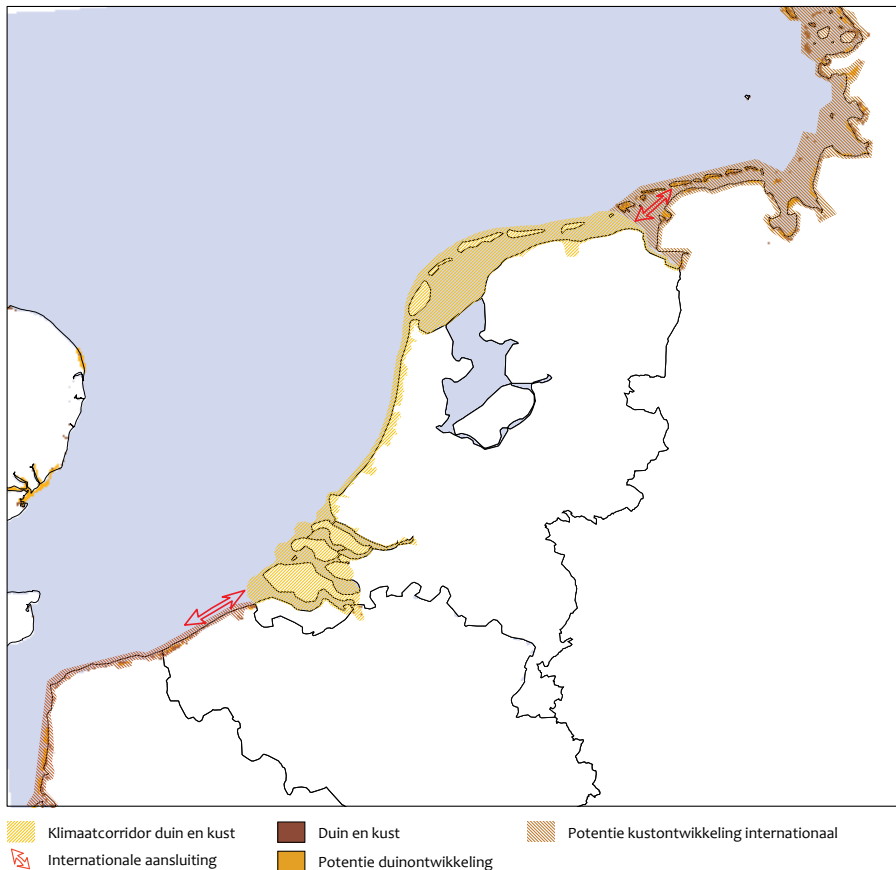 Klimaatcorridor duin en kust
Duin en kust
Potentie kustontwikkeling internationaal
Internationale aansluiting
Potentie duinontwikkeling